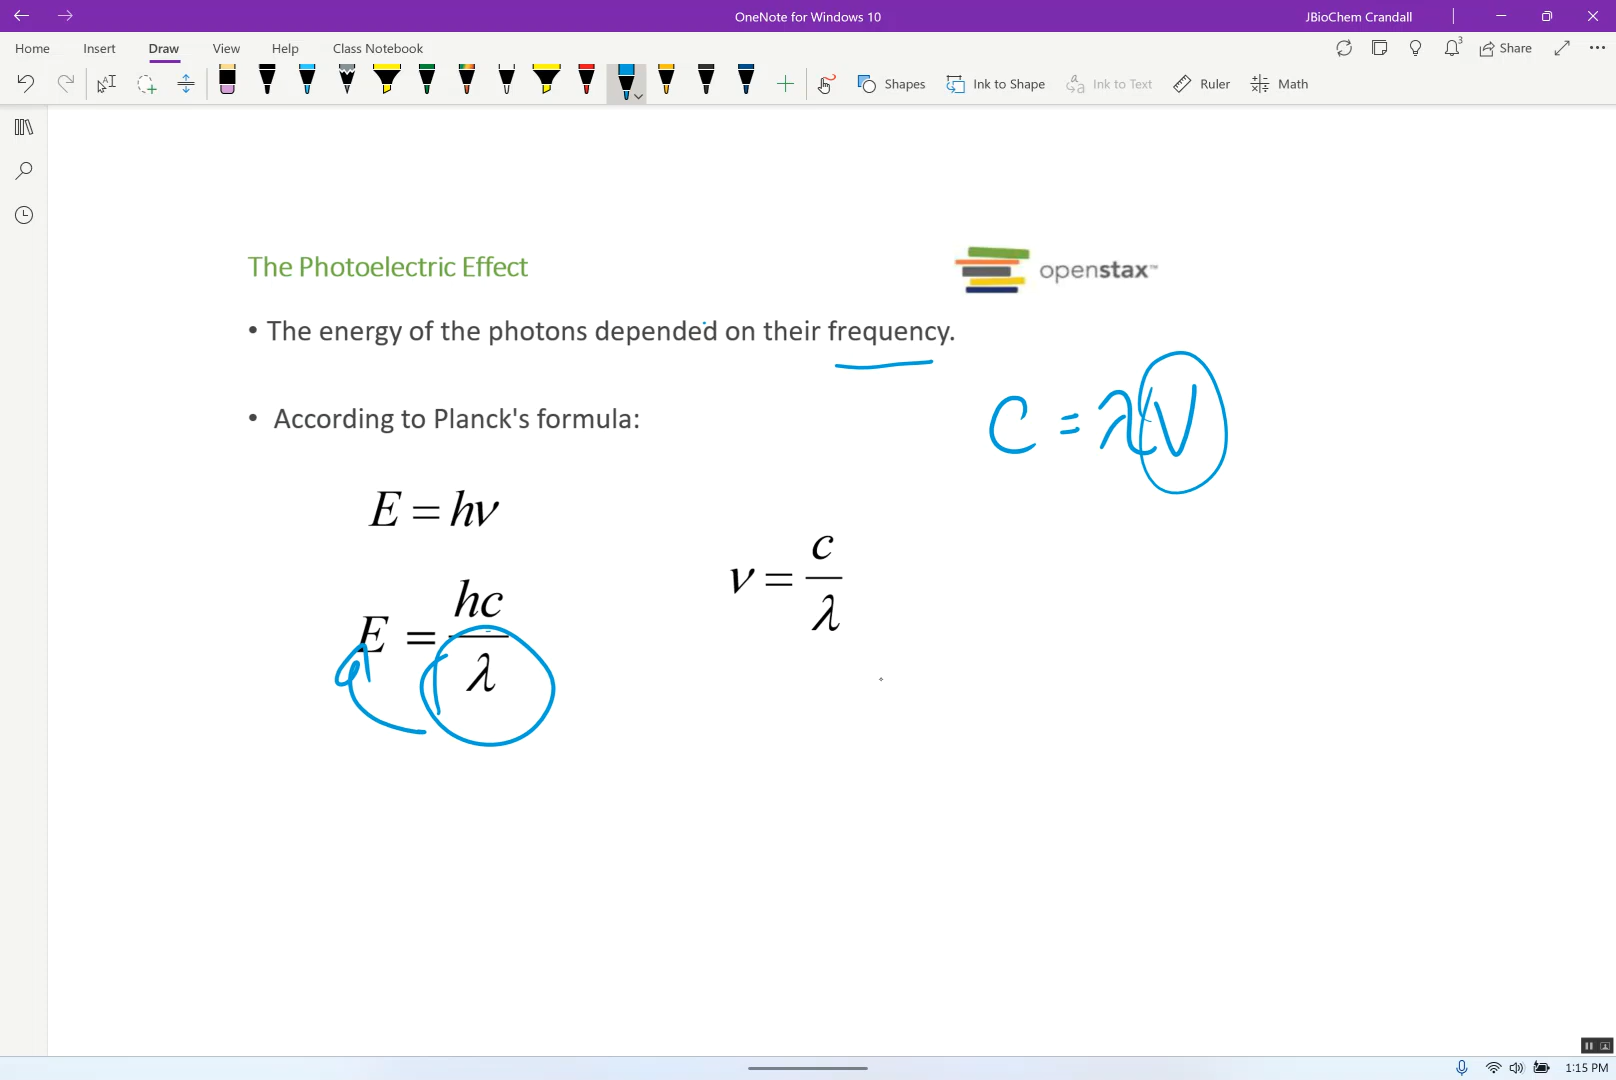 OneNote for Windows 10
JBioChem Crandall
Home Insert Draw View Help Class Notebook
3
Share
Shapes Ink to Shape Ink to Text Ruler Math
The Photoelectric Effect
openstax™
• The energy of the photons depended on their frequency.
• According to Planck's formula:
C = λν
E = hν
ν = c/λ
E = hc/λ
1:15 PM